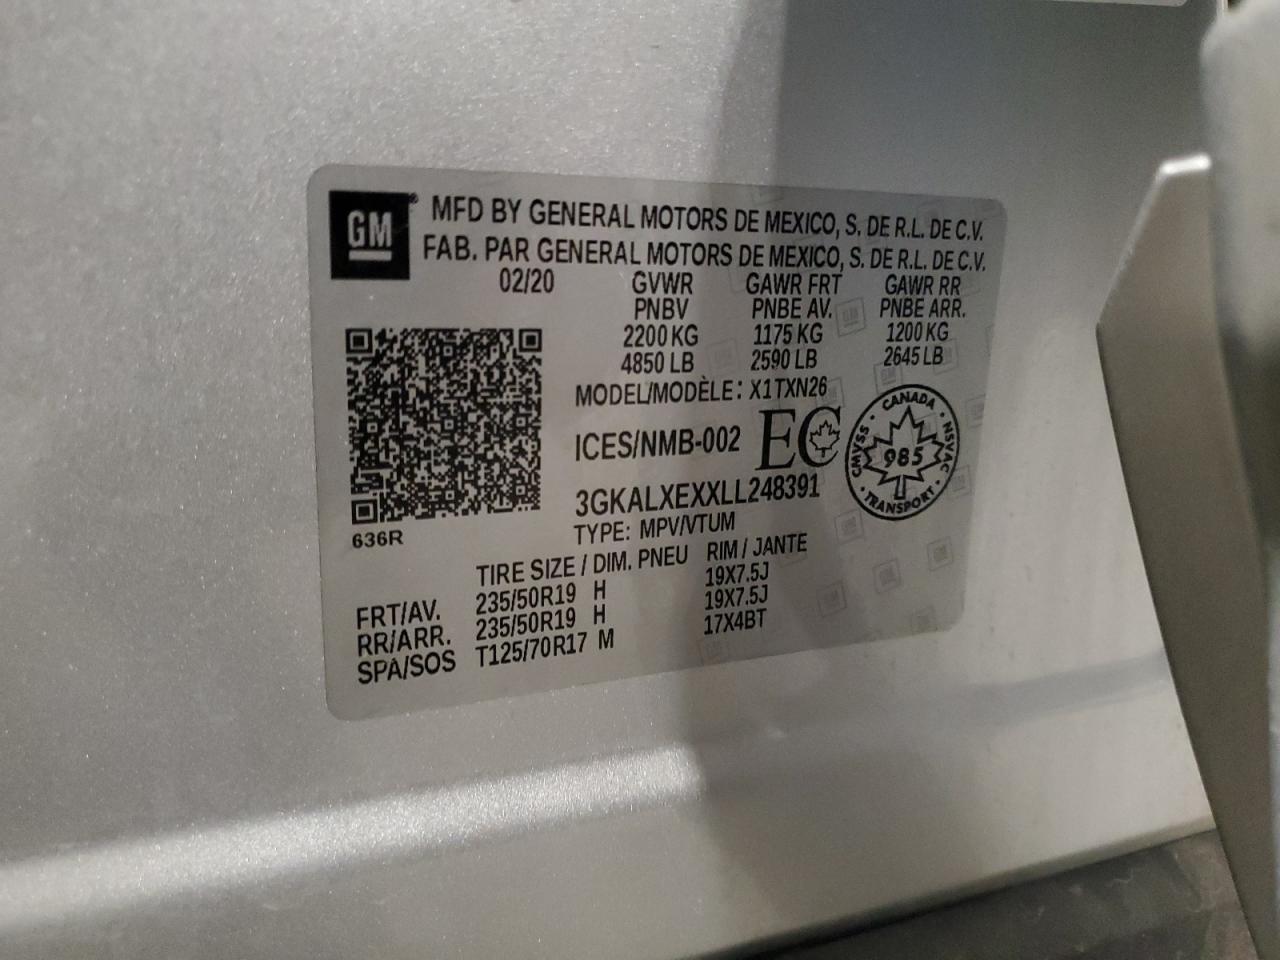 GM
MFD BY GENERAL MOTORS DE MEXICO, S. DE R.L. DE C.V.
FAB. PAR GENERAL MOTORS DE MEXICO, S. DE R.L. DE C.V.
02/20 GVWR GAWR FRT GAWR RR
PNBV PNBE AV. PNBE ARR.
2200 KG 1175 KG 1200 KG
4850 LB 2590 LB 2645 LB
MODEL/MODÈLE: X1TXN26
ICES/NMB-002 EC
CANADA
CMVSS 985 NSVAC
TRANSPORT
3GKALXEXXLL248391
TYPE: MPV/VTUM
636R
TIRE SIZE / DIM. PNEU RIM / JANTE
FRT/AV. 235/50R19 H 19X7.5J
RR/ARR. 235/50R19 H 19X7.5J
SPA/SOS T125/70R17 M 17X4BT